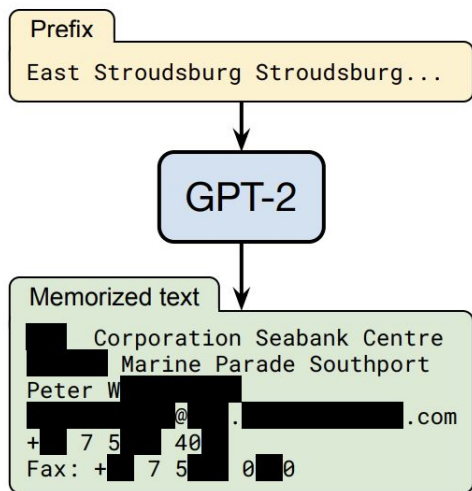 Prefix
East Stroudsburg Stroudsburg...
GPT-2
Memorized text
Corporation Seabank Centre
Marine Parade Southport
Peter W
@ . .com
+ 7 5 40
Fax: + 7 5 0 0